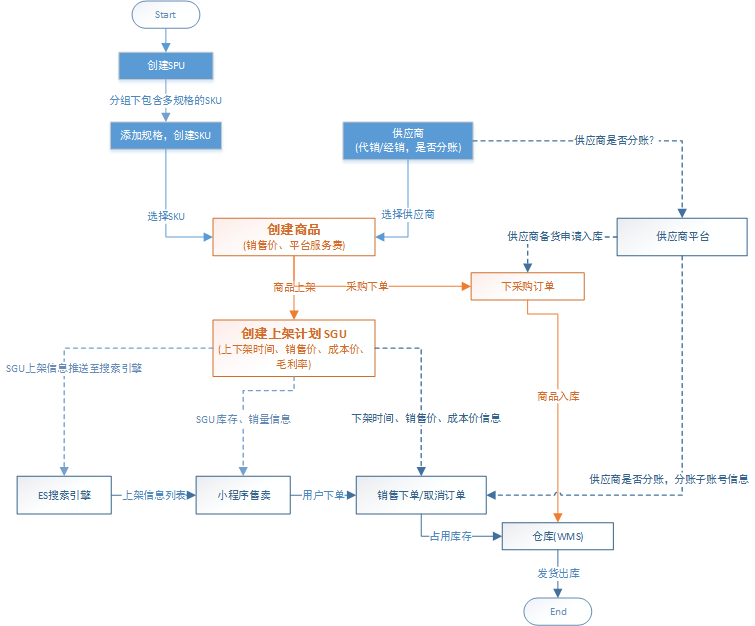 Start
创建SPU
分组下包含多规格的SKU
添加规格，创建SKU
供应商
(代销/经销，是否分账)
供应商是否分账?
选择SKU
选择供应商
创建商品
(销售价、平台服务费)
供应商备货申请入库
供应商平台
商品上架
采购下单
下采购订单
创建上架计划 SGU
(上下架时间、销售价、成本价、
毛利率)
SGU上架信息推送至搜索引擎
SGU 库存、销量信息
下架时间、销售价、成本价信息
商品入库
供应商是否分账，分账子账号信息
ES搜索引擎
上架信息列表
小程序售卖
用户下单
销售下单/取消订单
占用库存
仓库(WMS)
发货出库
End